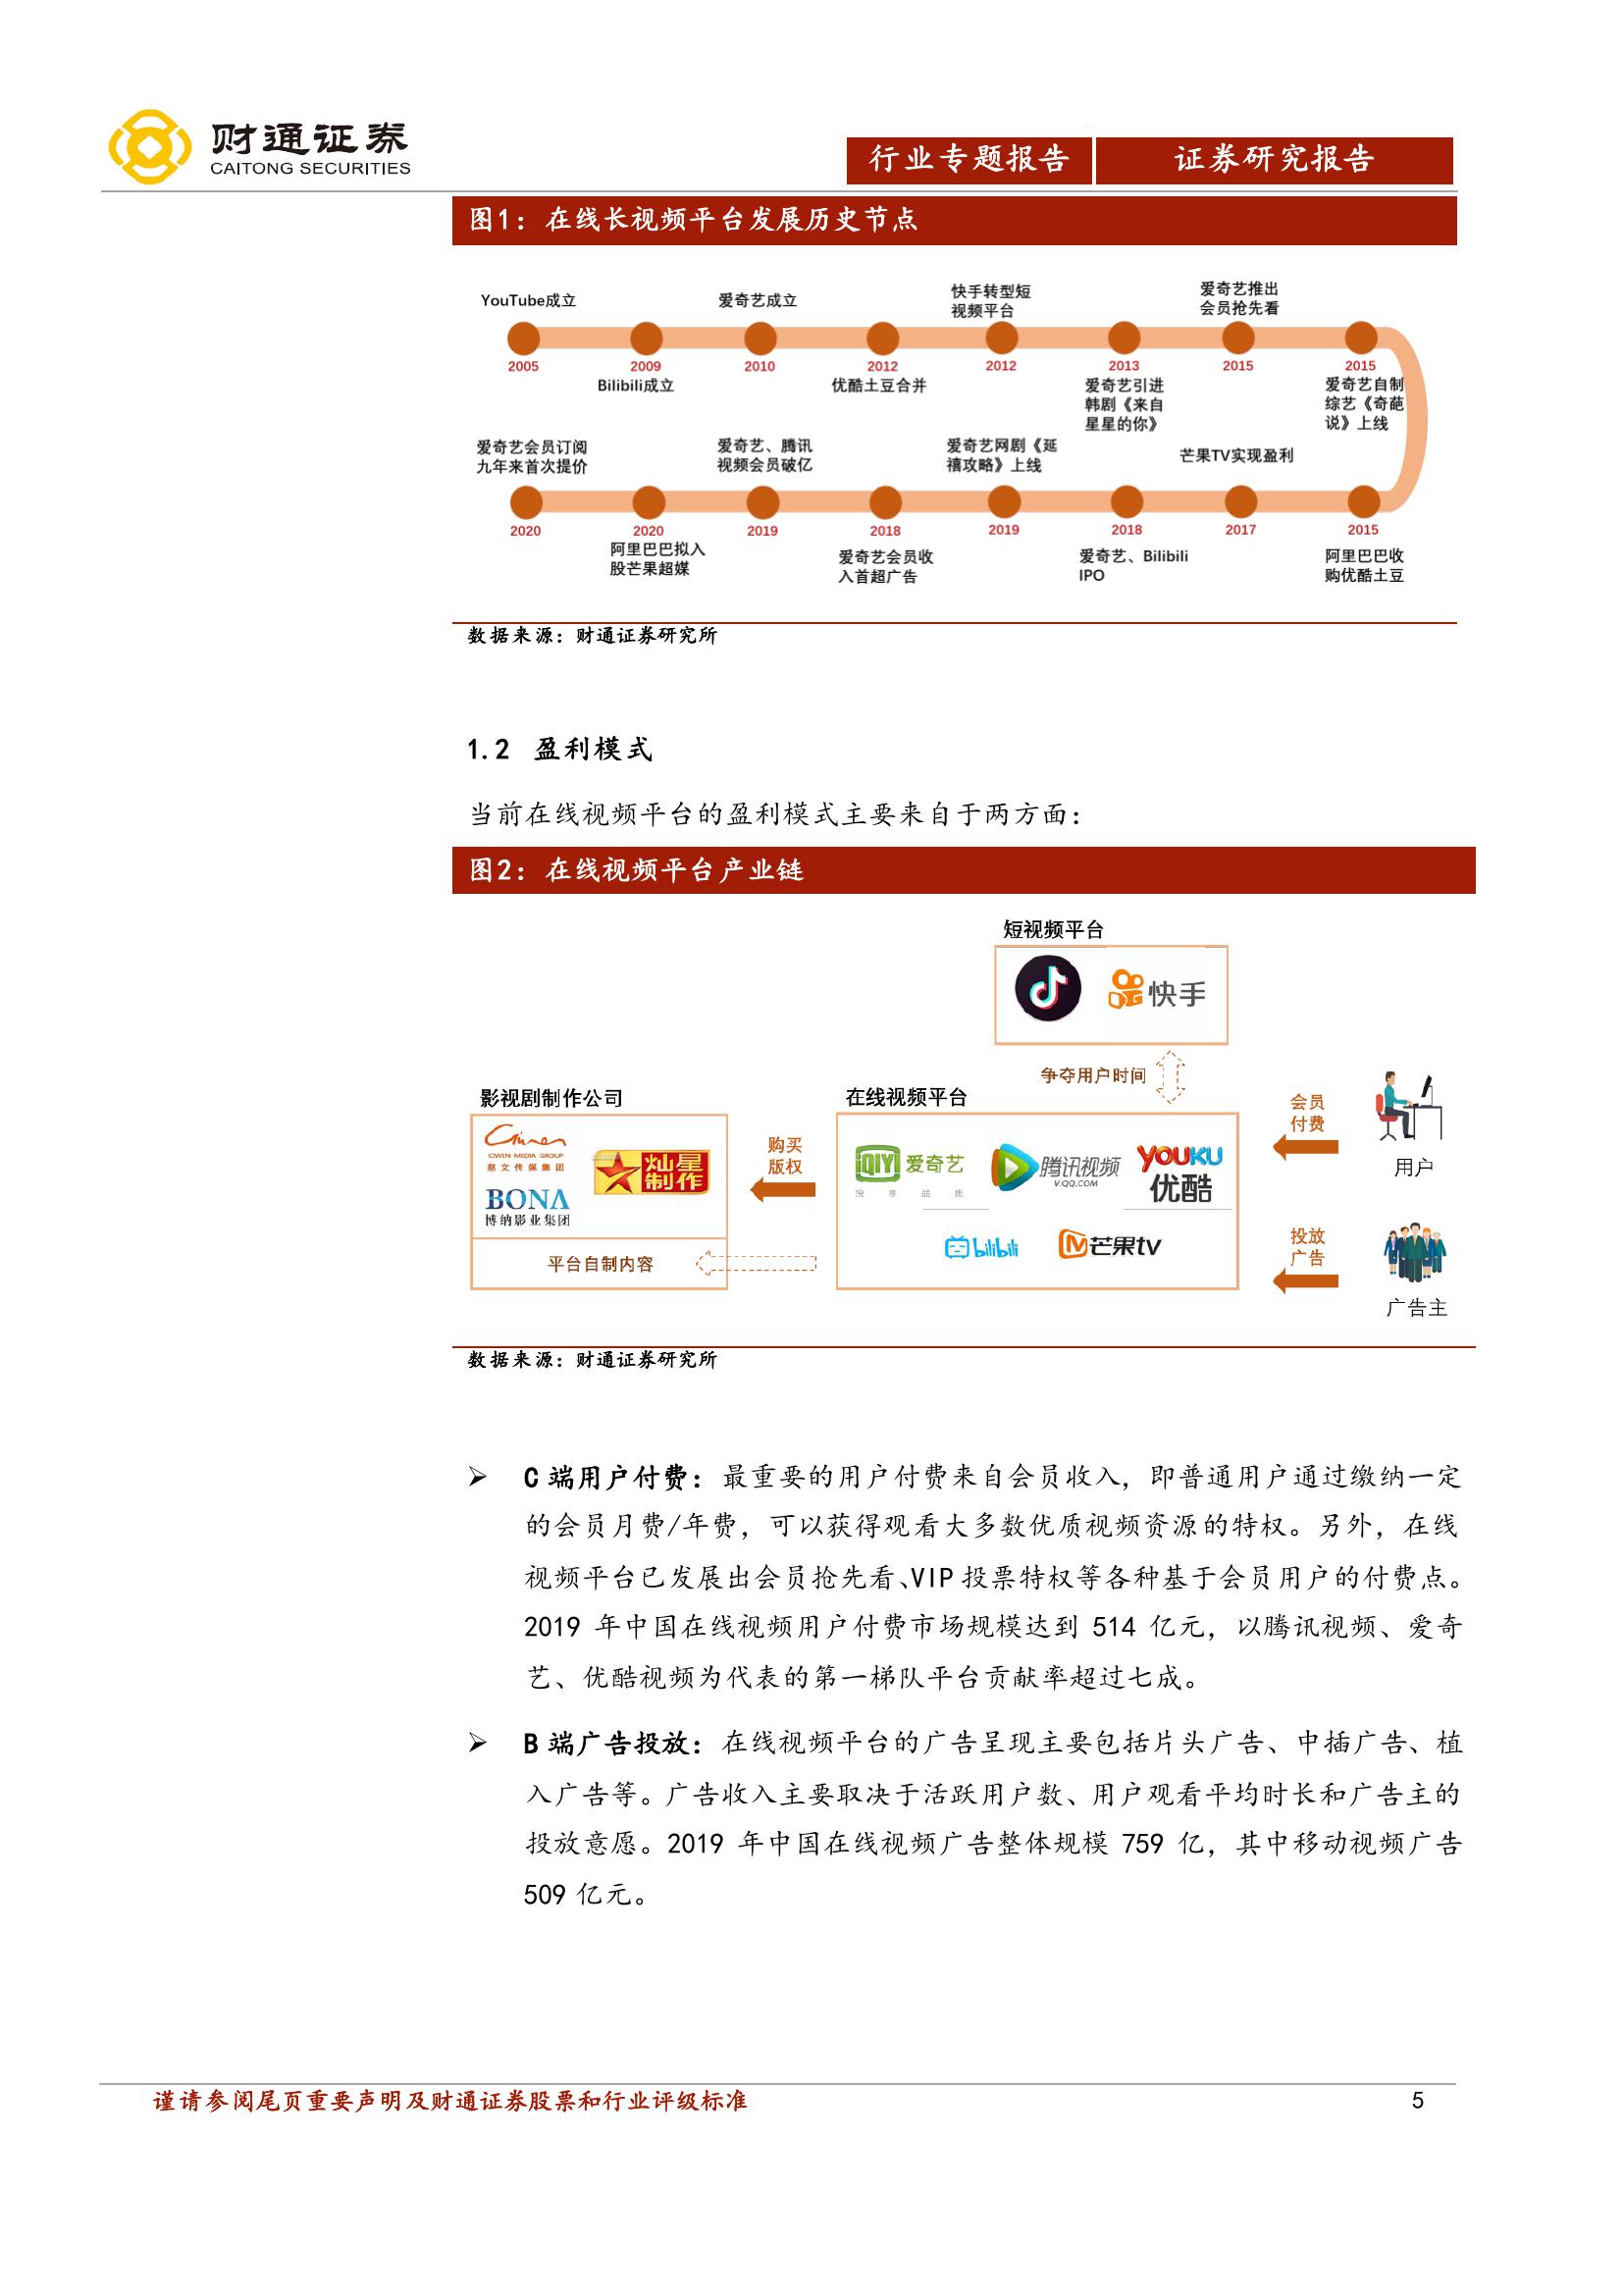 财通证券
CAITONG SECURITIES
行业专题报告
证券研究报告
图1：在线长视频平台发展历史节点
YouTube成立
爱奇艺成立
快手转型短
视频平台
爱奇艺推出
会员抢先看
2005
2009
2010
2012
2012
2013
2015
2015
Bilibili成立
优酷土豆合并
爱奇艺引进
韩剧《来自
星星的你》
爱奇艺自制
综艺《奇葩
说》上线
爱奇艺会员订阅
九年来首次提价
爱奇艺、腾讯
视频会员破亿
爱奇艺网剧《延
禧攻略》上线
芒果TV实现盈利
2020
2020
2019
2018
2019
2018
2017
2015
阿里巴巴拟入
股芒果超媒
爱奇艺会员收
入首超广告
爱奇艺、Bilibili
IPO
阿里巴巴收
购优酷土豆
数据来源：财通证券研究所
1.2 盈利模式
当前在线视频平台的盈利模式主要来自于两方面：
图2：在线视频平台产业链
短视频平台
快手
争夺用户时间
影视剧制作公司
CIWEN MEDIA GROUP
慈文传媒集团
灿星
制作
BONA
博纳影业集团
平台自制内容
购买
版权
在线视频平台
QIY 爱奇艺
悦享品质
腾讯视频
V.QQ.COM
YOUKU
优酷
bilibili
芒果tv
会员
付费
用户
投放
广告
广告主
数据来源：财通证券研究所
➢ C 端用户付费：最重要的用户付费来自会员收入，即普通用户通过缴纳一定
的会员月费/年费，可以获得观看大多数优质视频资源的特权。另外，在线
视频平台已发展出会员抢先看、VIP 投票特权等各种基于会员用户的付费点。
2019 年中国在线视频用户付费市场规模达到 514 亿元，以腾讯视频、爱奇
艺、优酷视频为代表的第一梯队平台贡献率超过七成。
➢ B 端广告投放：在线视频平台的广告呈现主要包括片头广告、中插广告、植
入广告等。广告收入主要取决于活跃用户数、用户观看平均时长和广告主的
投放意愿。2019 年中国在线视频广告整体规模 759 亿，其中移动视频广告
509 亿元。
谨请参阅尾页重要声明及财通证券股票和行业评级标准
5